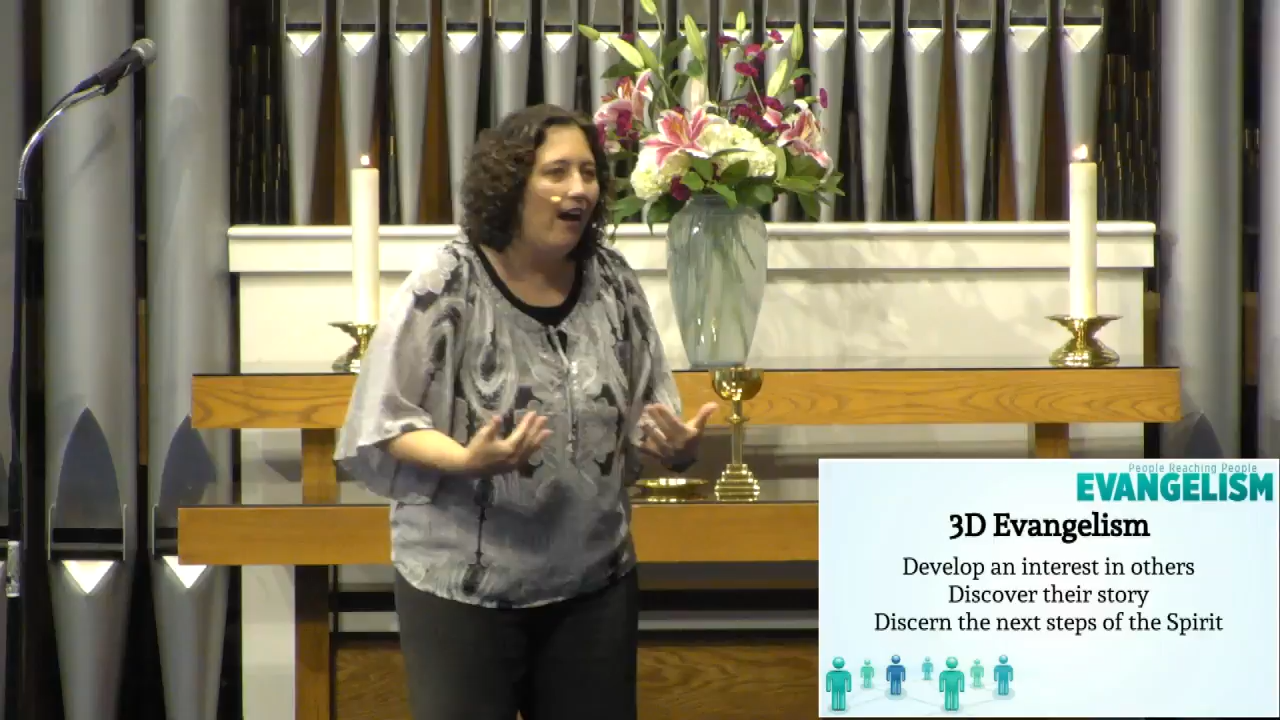 People Reaching People
EVANGELISM
3D Evangelism
Develop an interest in others
Discover their story
Discern the next steps of the Spirit